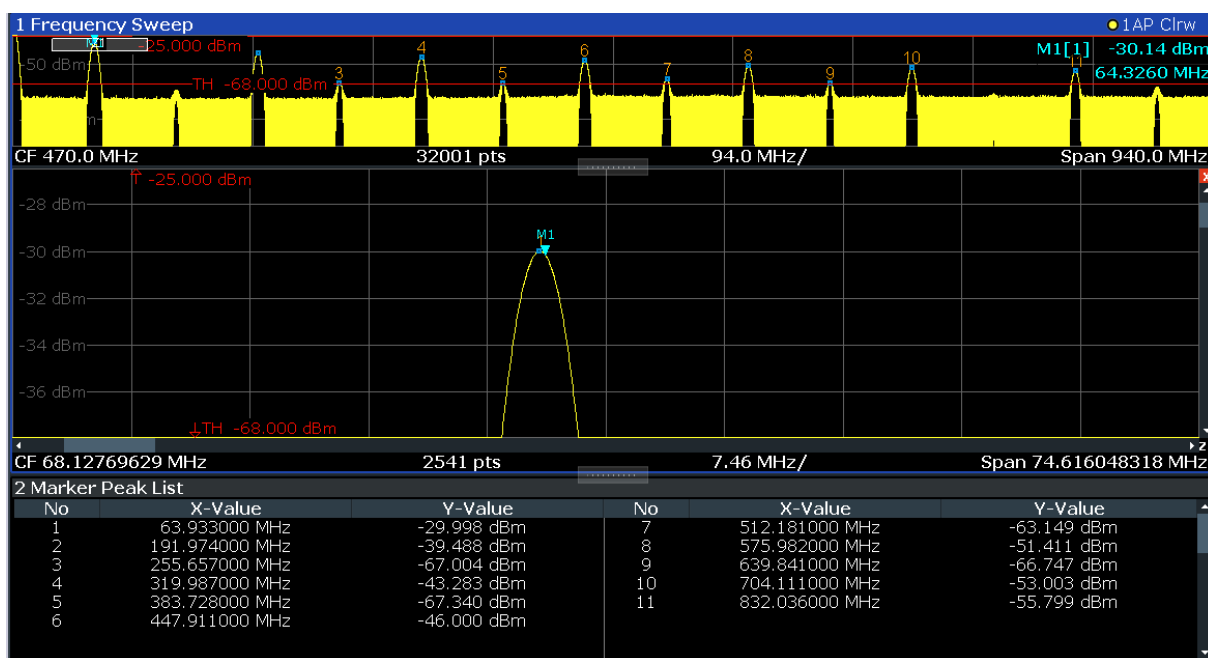 1 Frequency Sweep
1AP Clrw
M1
-25.000 dBm
4
6
8
10
M1[1] -30.14 dBm
-50 dBm
3
5
7
9
11
64.3260 MHz
TH -68.000 dBm
CF 470.0 MHz 32001 pts 94.0 MHz/ Span 940.0 MHz
-25.000 dBm
-28 dBm
M1
-30 dBm
-32 dBm
-34 dBm
-36 dBm
TH -68.000 dBm
CF 68.12769629 MHz 2541 pts 7.46 MHz/ Span 74.616048318 MHz
2 Marker Peak List
No X-Value Y-Value No X-Value Y-Value
1 63.933000 MHz -29.998 dBm 7 512.181000 MHz -63.149 dBm
2 191.974000 MHz -39.488 dBm 8 575.982000 MHz -51.411 dBm
3 255.657000 MHz -67.004 dBm 9 639.841000 MHz -66.747 dBm
4 319.987000 MHz -43.283 dBm 10 704.111000 MHz -53.003 dBm
5 383.728000 MHz -67.340 dBm 11 832.036000 MHz -55.799 dBm
6 447.911000 MHz -46.000 dBm